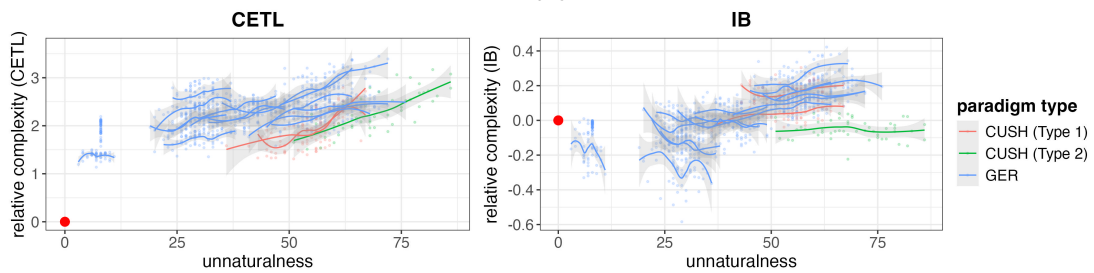 CETL
relative complexity (CETL)
3
2
1
0
0
25
50
75
unnaturalness
IB
relative complexity (IB)
0.4
0.2
0.0
-0.2
-0.4
-0.6
0
25
50
75
unnaturalness
paradigm type
CUSH (Type 1)
CUSH (Type 2)
GER